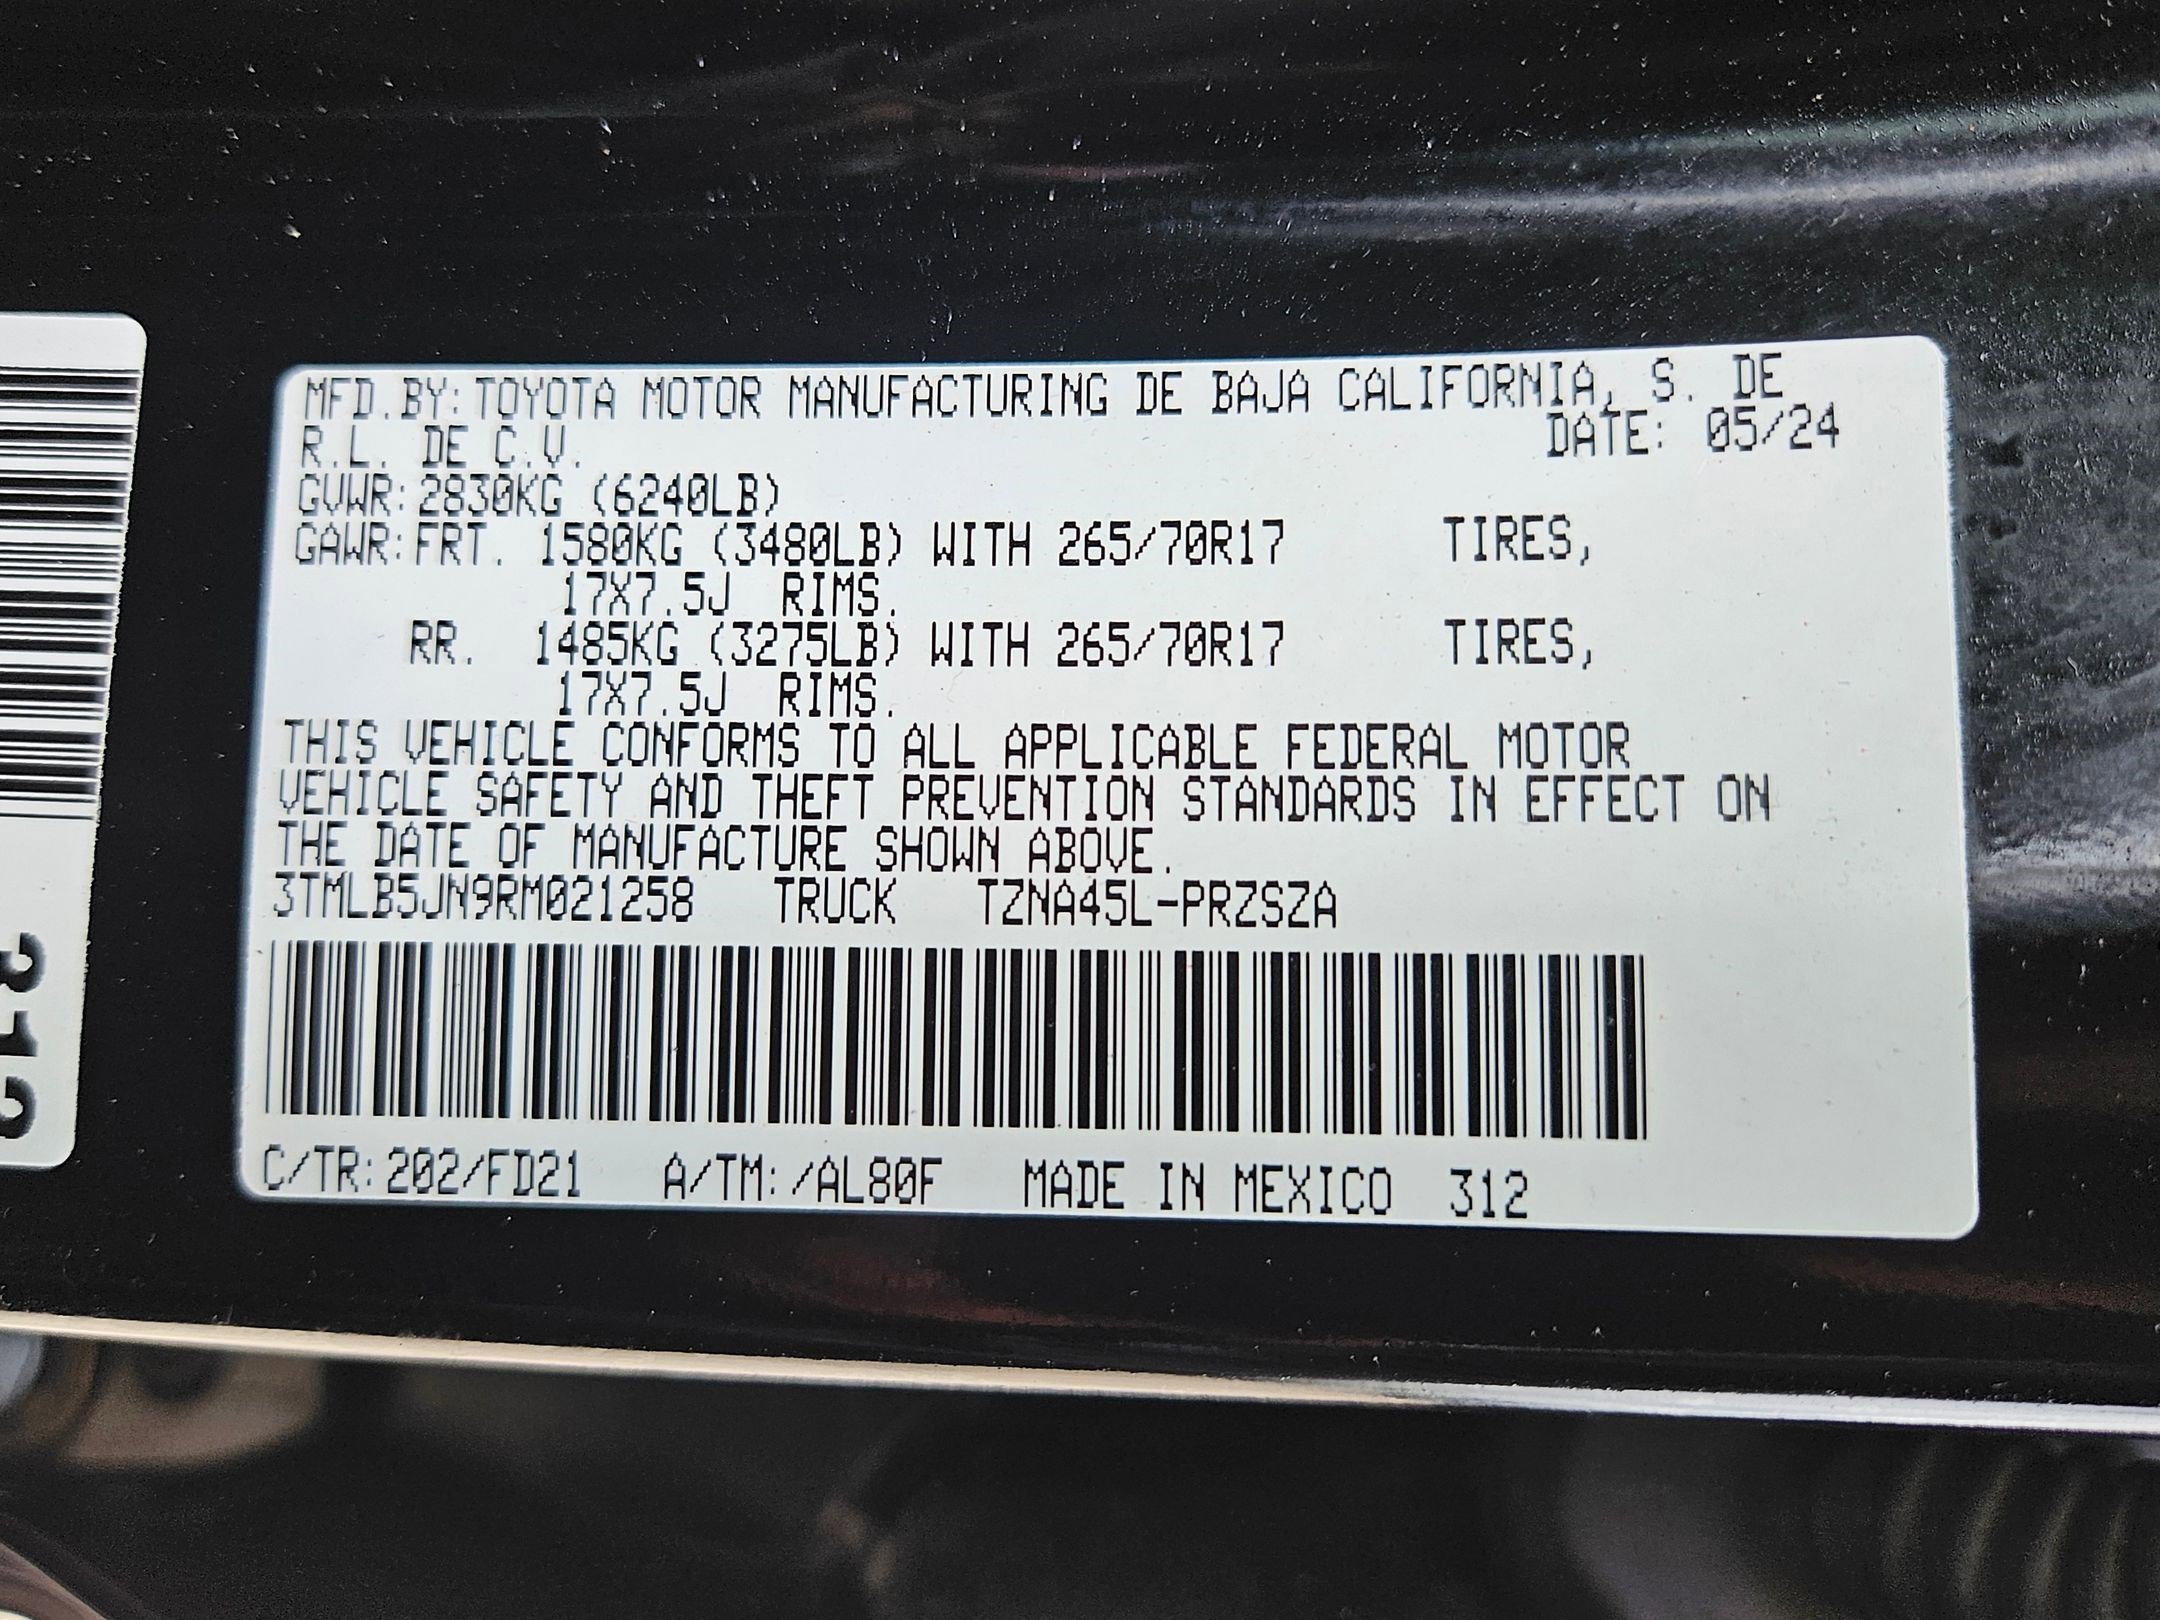 MFD.BY:TOYOTA MOTOR MANUFACTURING DE BAJA CALIFORNIA, S. DE
R.L. DE C.V. DATE: 05/24
GVWR:2830KG (6240LB)
GAWR:FRT. 1580KG (3480LB) WITH 265/70R17 TIRES,
17X7.5J RIMS.
RR. 1485KG (3275LB) WITH 265/70R17 TIRES,
17X7.5J RIMS.
THIS VEHICLE CONFORMS TO ALL APPLICABLE FEDERAL MOTOR
VEHICLE SAFETY AND THEFT PREVENTION STANDARDS IN EFFECT ON
THE DATE OF MANUFACTURE SHOWN ABOVE.
3TMLB5JN9RM021258 TRUCK TZNA45L-PRZSZA
C/TR:202/FD21 A/TM:/AL80F MADE IN MEXICO 312
312